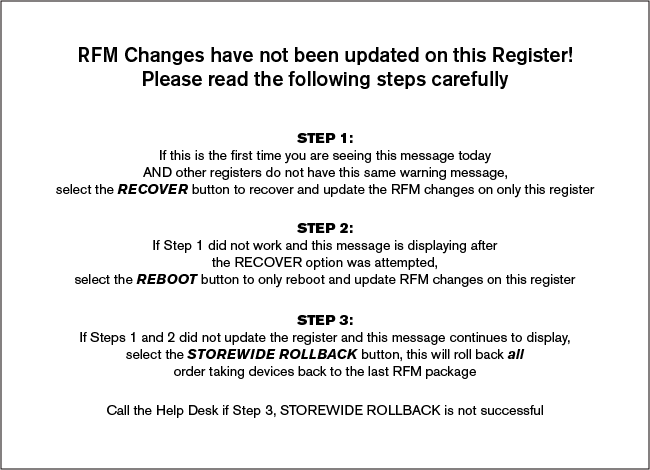 RFM Changes have not been updated on this Register!
Please read the following steps carefully
STEP 1:
If this is the first time you are seeing this message today
AND other registers do not have this same warning message,
select the RECOVER button to recover and update the RFM changes on only this register
STEP 2:
If Step 1 did not work and this message is displaying after
the RECOVER option was attempted,
select the REBOOT button to only reboot and update RFM changes on this register
STEP 3:
If Steps 1 and 2 did not update the register and this message continues to display,
select the STOREWIDE ROLLBACK button, this will roll back all
order taking devices back to the last RFM package
Call the Help Desk if Step 3, STOREWIDE ROLLBACK is not successful